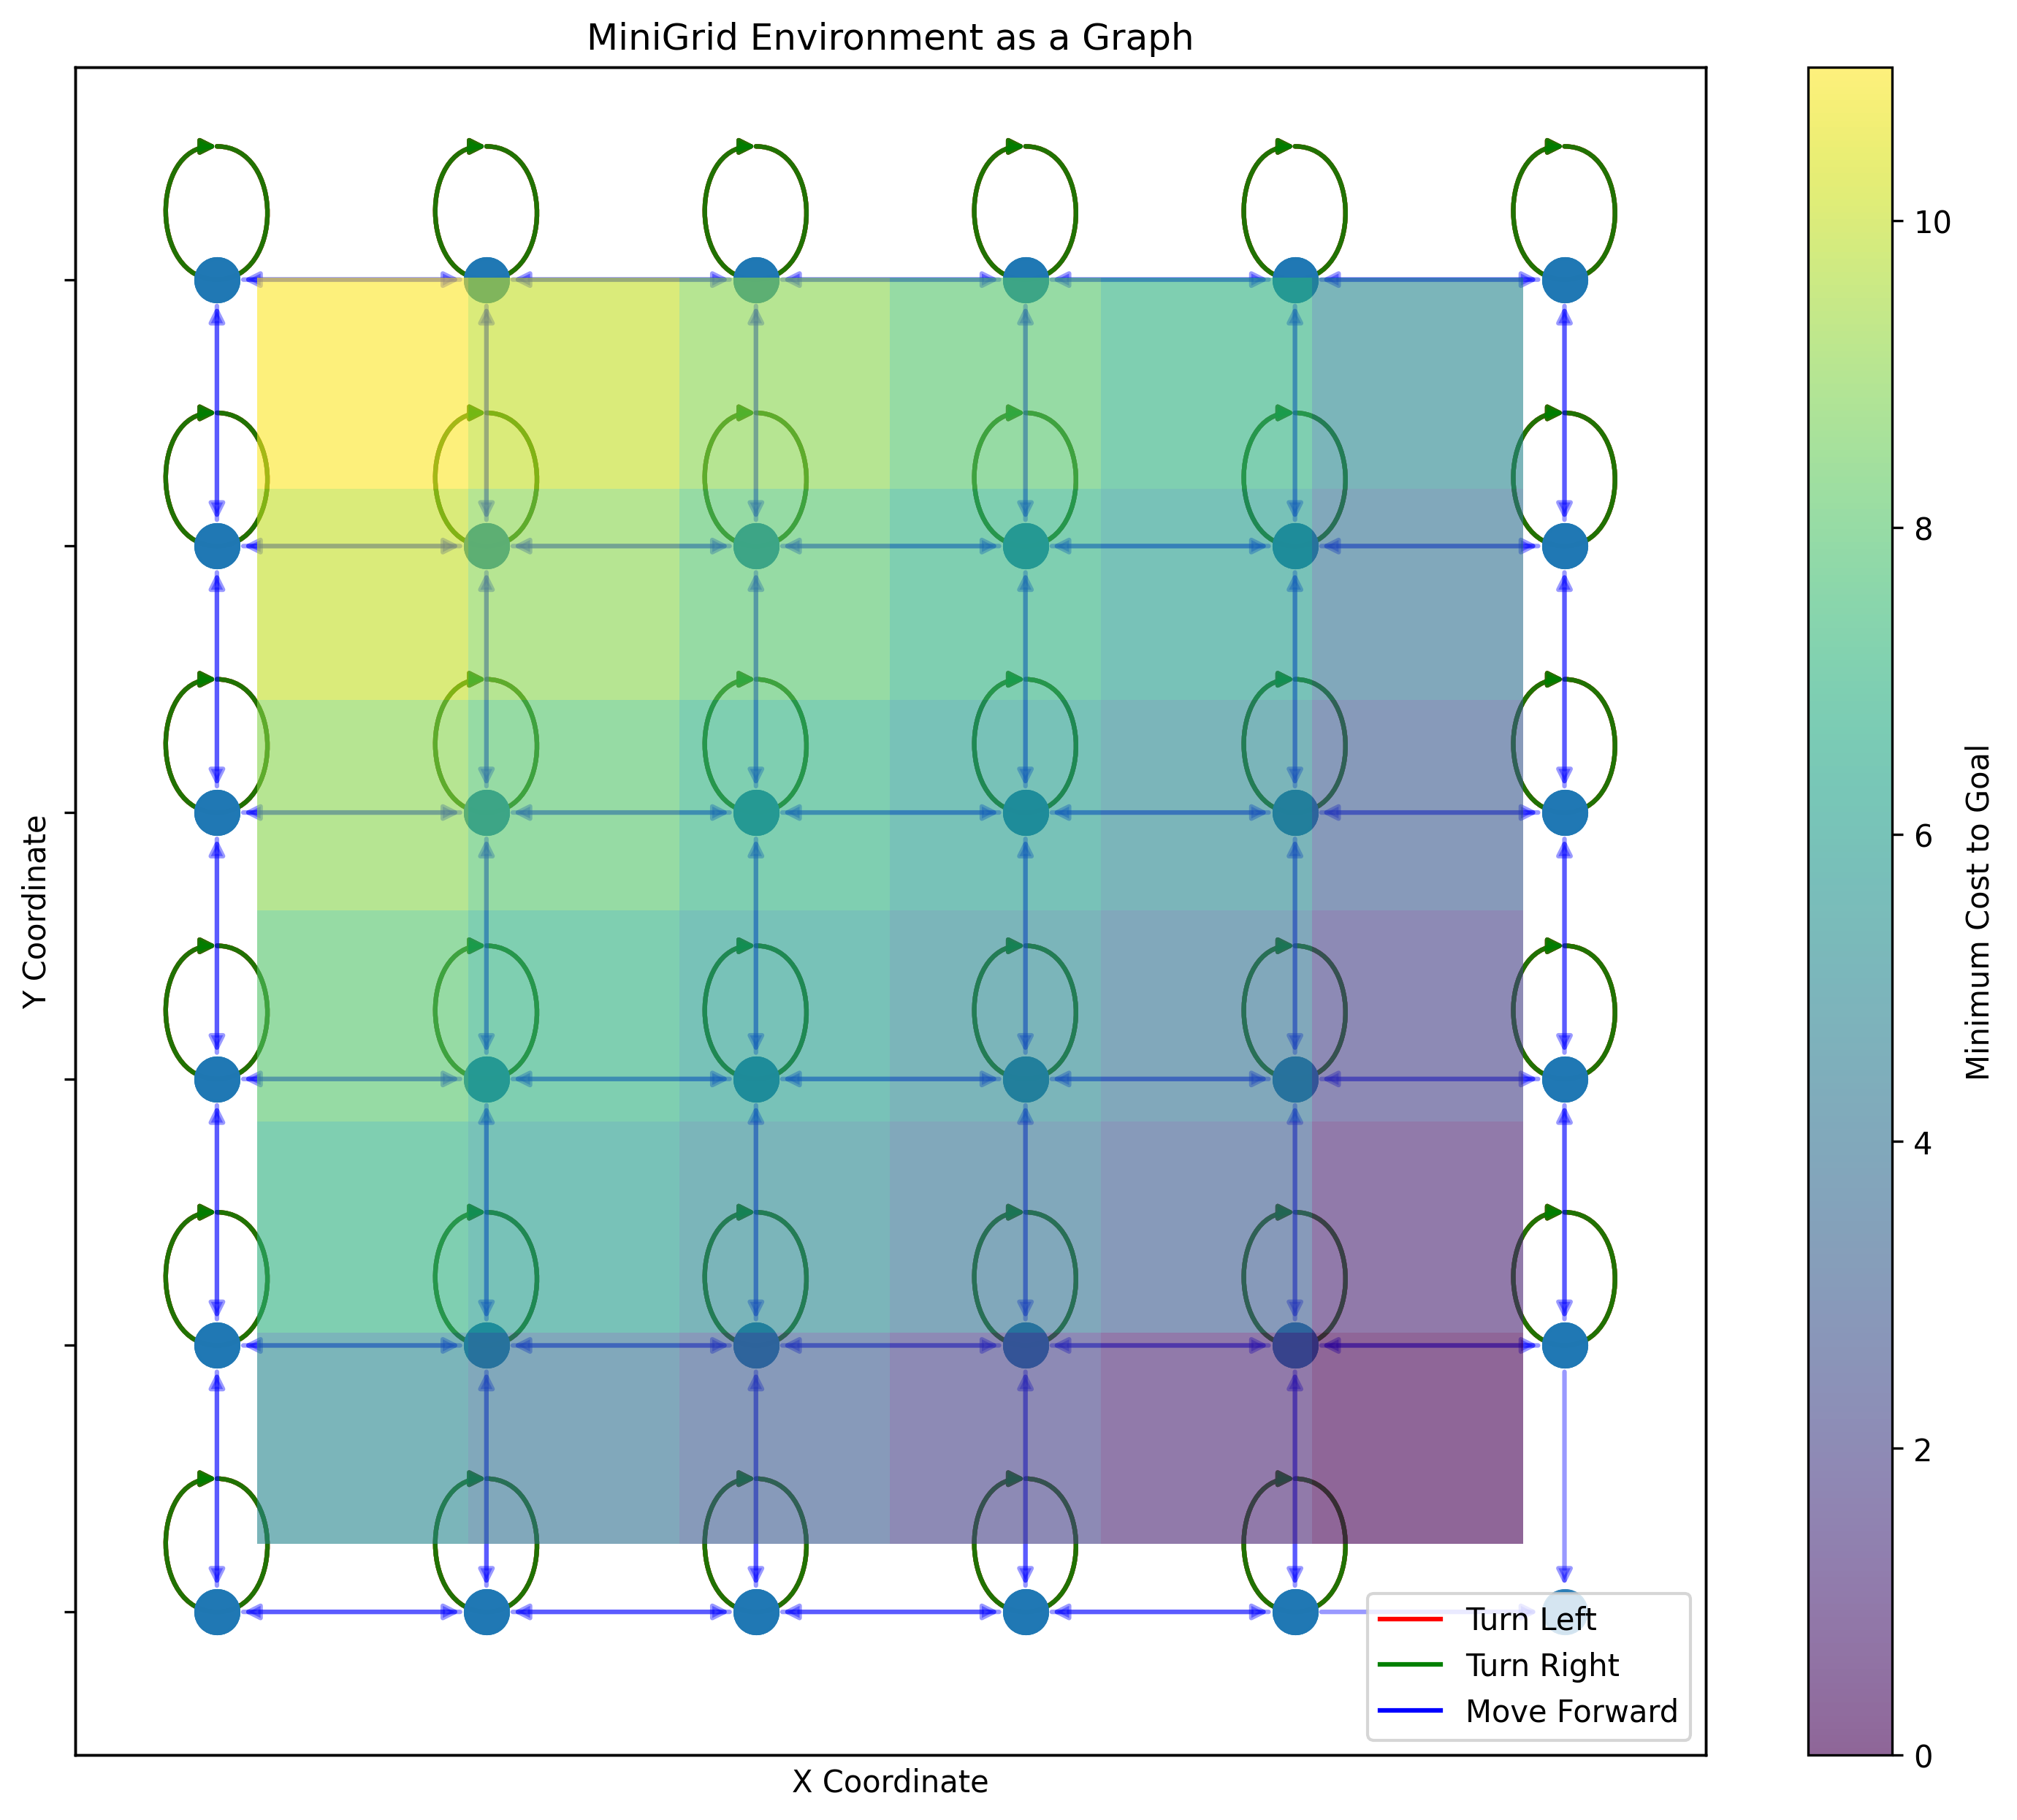 MiniGrid Environment as a Graph
Y Coordinate
X Coordinate
Turn Left
Turn Right
Move Forward
10
8
6
4
2
0
Minimum Cost to Goal